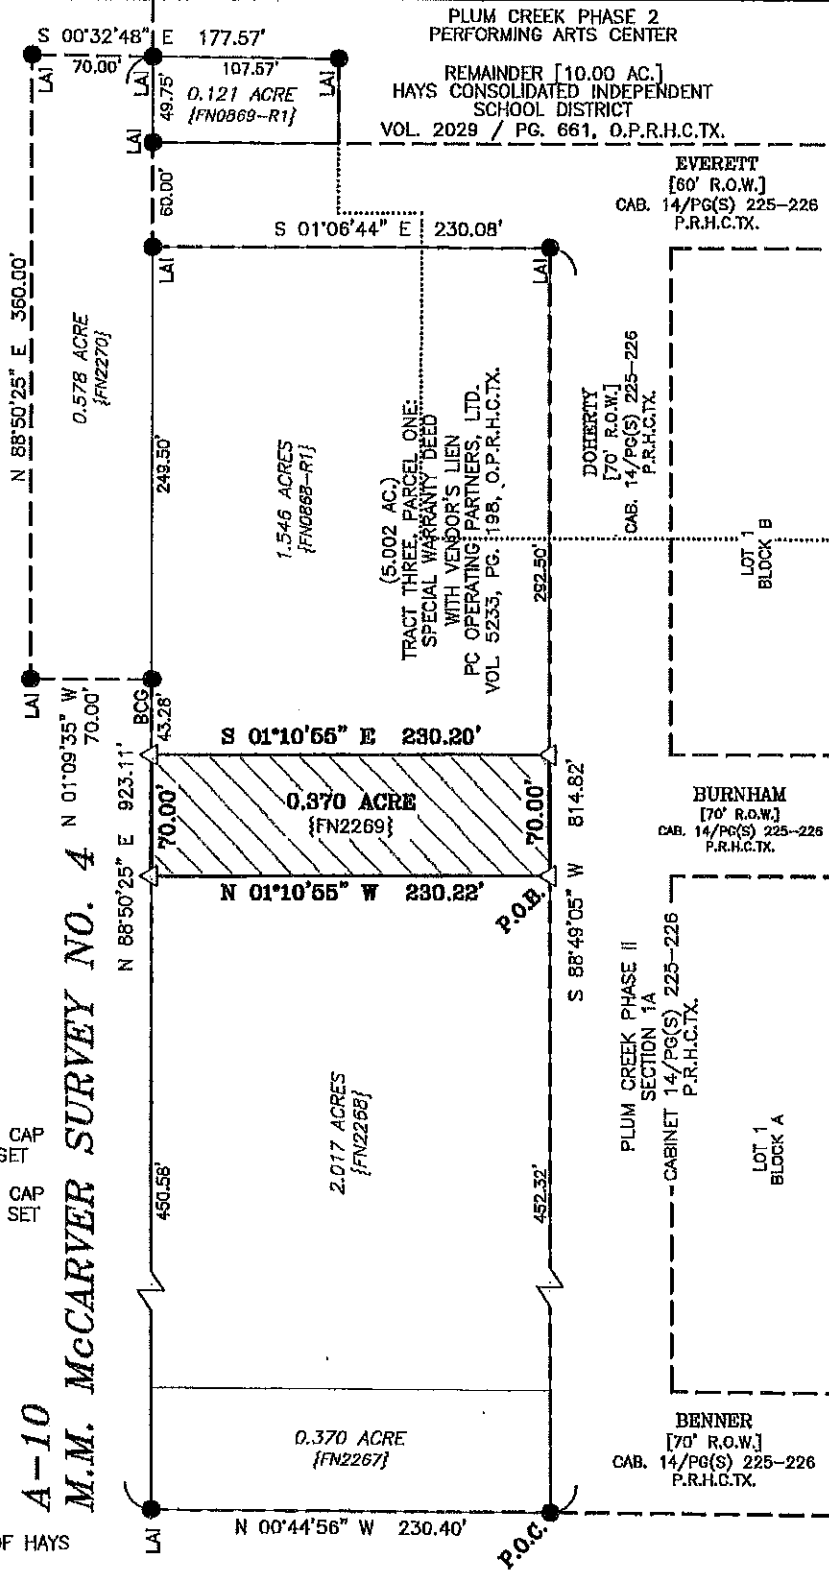 PLUM CREEK PHASE 2
PERFORMING ARTS CENTER
S 00°32'48" E 177.57'
70.00'
107.57'
LAI
LAI
LAI
49.75'
0.121 ACRE
{FN0869-R1}
REMAINDER [10.00 AC.]
HAYS CONSOLIDATED INDEPENDENT
SCHOOL DISTRICT
VOL. 2029 / PG. 661, O.P.R.H.C.TX.
LAI
60.00'
EVERETT
[60' R.O.W.]
CAB. 14/PG(S) 225-226
P.R.H.C.TX.
S 01°06'44" E 230.08'
LAI
LAI
N 88°50'25" E 360.00'
0.578 ACRE
{FN2270}
249.50'
1.546 ACRES
{FN0868-R1}
(5.002 AC.)
TRACT THREE, PARCEL ONE:
SPECIAL WARRANTY DEED
WITH VENDOR'S LIEN
PC OPERATING PARTNERS, LTD.
VOL. 5233, PG. 198, O.P.R.H.C.TX.
292.50'
DOHERTY
[70' R.O.W.]
CAB. 14/PG(S) 225-226
P.R.H.C.TX.
LOT 1
BLOCK B
LAI
N 01°09'35" W
70.00'
BCG
43.28'
S 01°10'55" E 230.20'
N 88°50'25" E 923.11'
70.00'
0.370 ACRE
{FN2269}
70.00'
S 88°49'05" W 814.82'
BURNHAM
[70' R.O.W.]
CAB. 14/PG(S) 225-226
P.R.H.C.TX.
N 01°10'55" W 230.22'
P.O.B.
PLUM CREEK PHASE II
SECTION 1A
CABINET 14/PG(S) 225-226
P.R.H.C.TX.
LOT 1
BLOCK A
2.017 ACRES
{FN2268}
450.58'
452.32'
CAP
SET
CAP
SET
A-10
M.M. McCARVER SURVEY NO. 4
0.370 ACRE
{FN2267}
BENNER
[70' R.O.W.]
CAB. 14/PG(S) 225-226
P.R.H.C.TX.
LAI
N 00°44'56" W 230.40'
P.O.C.
OF HAYS